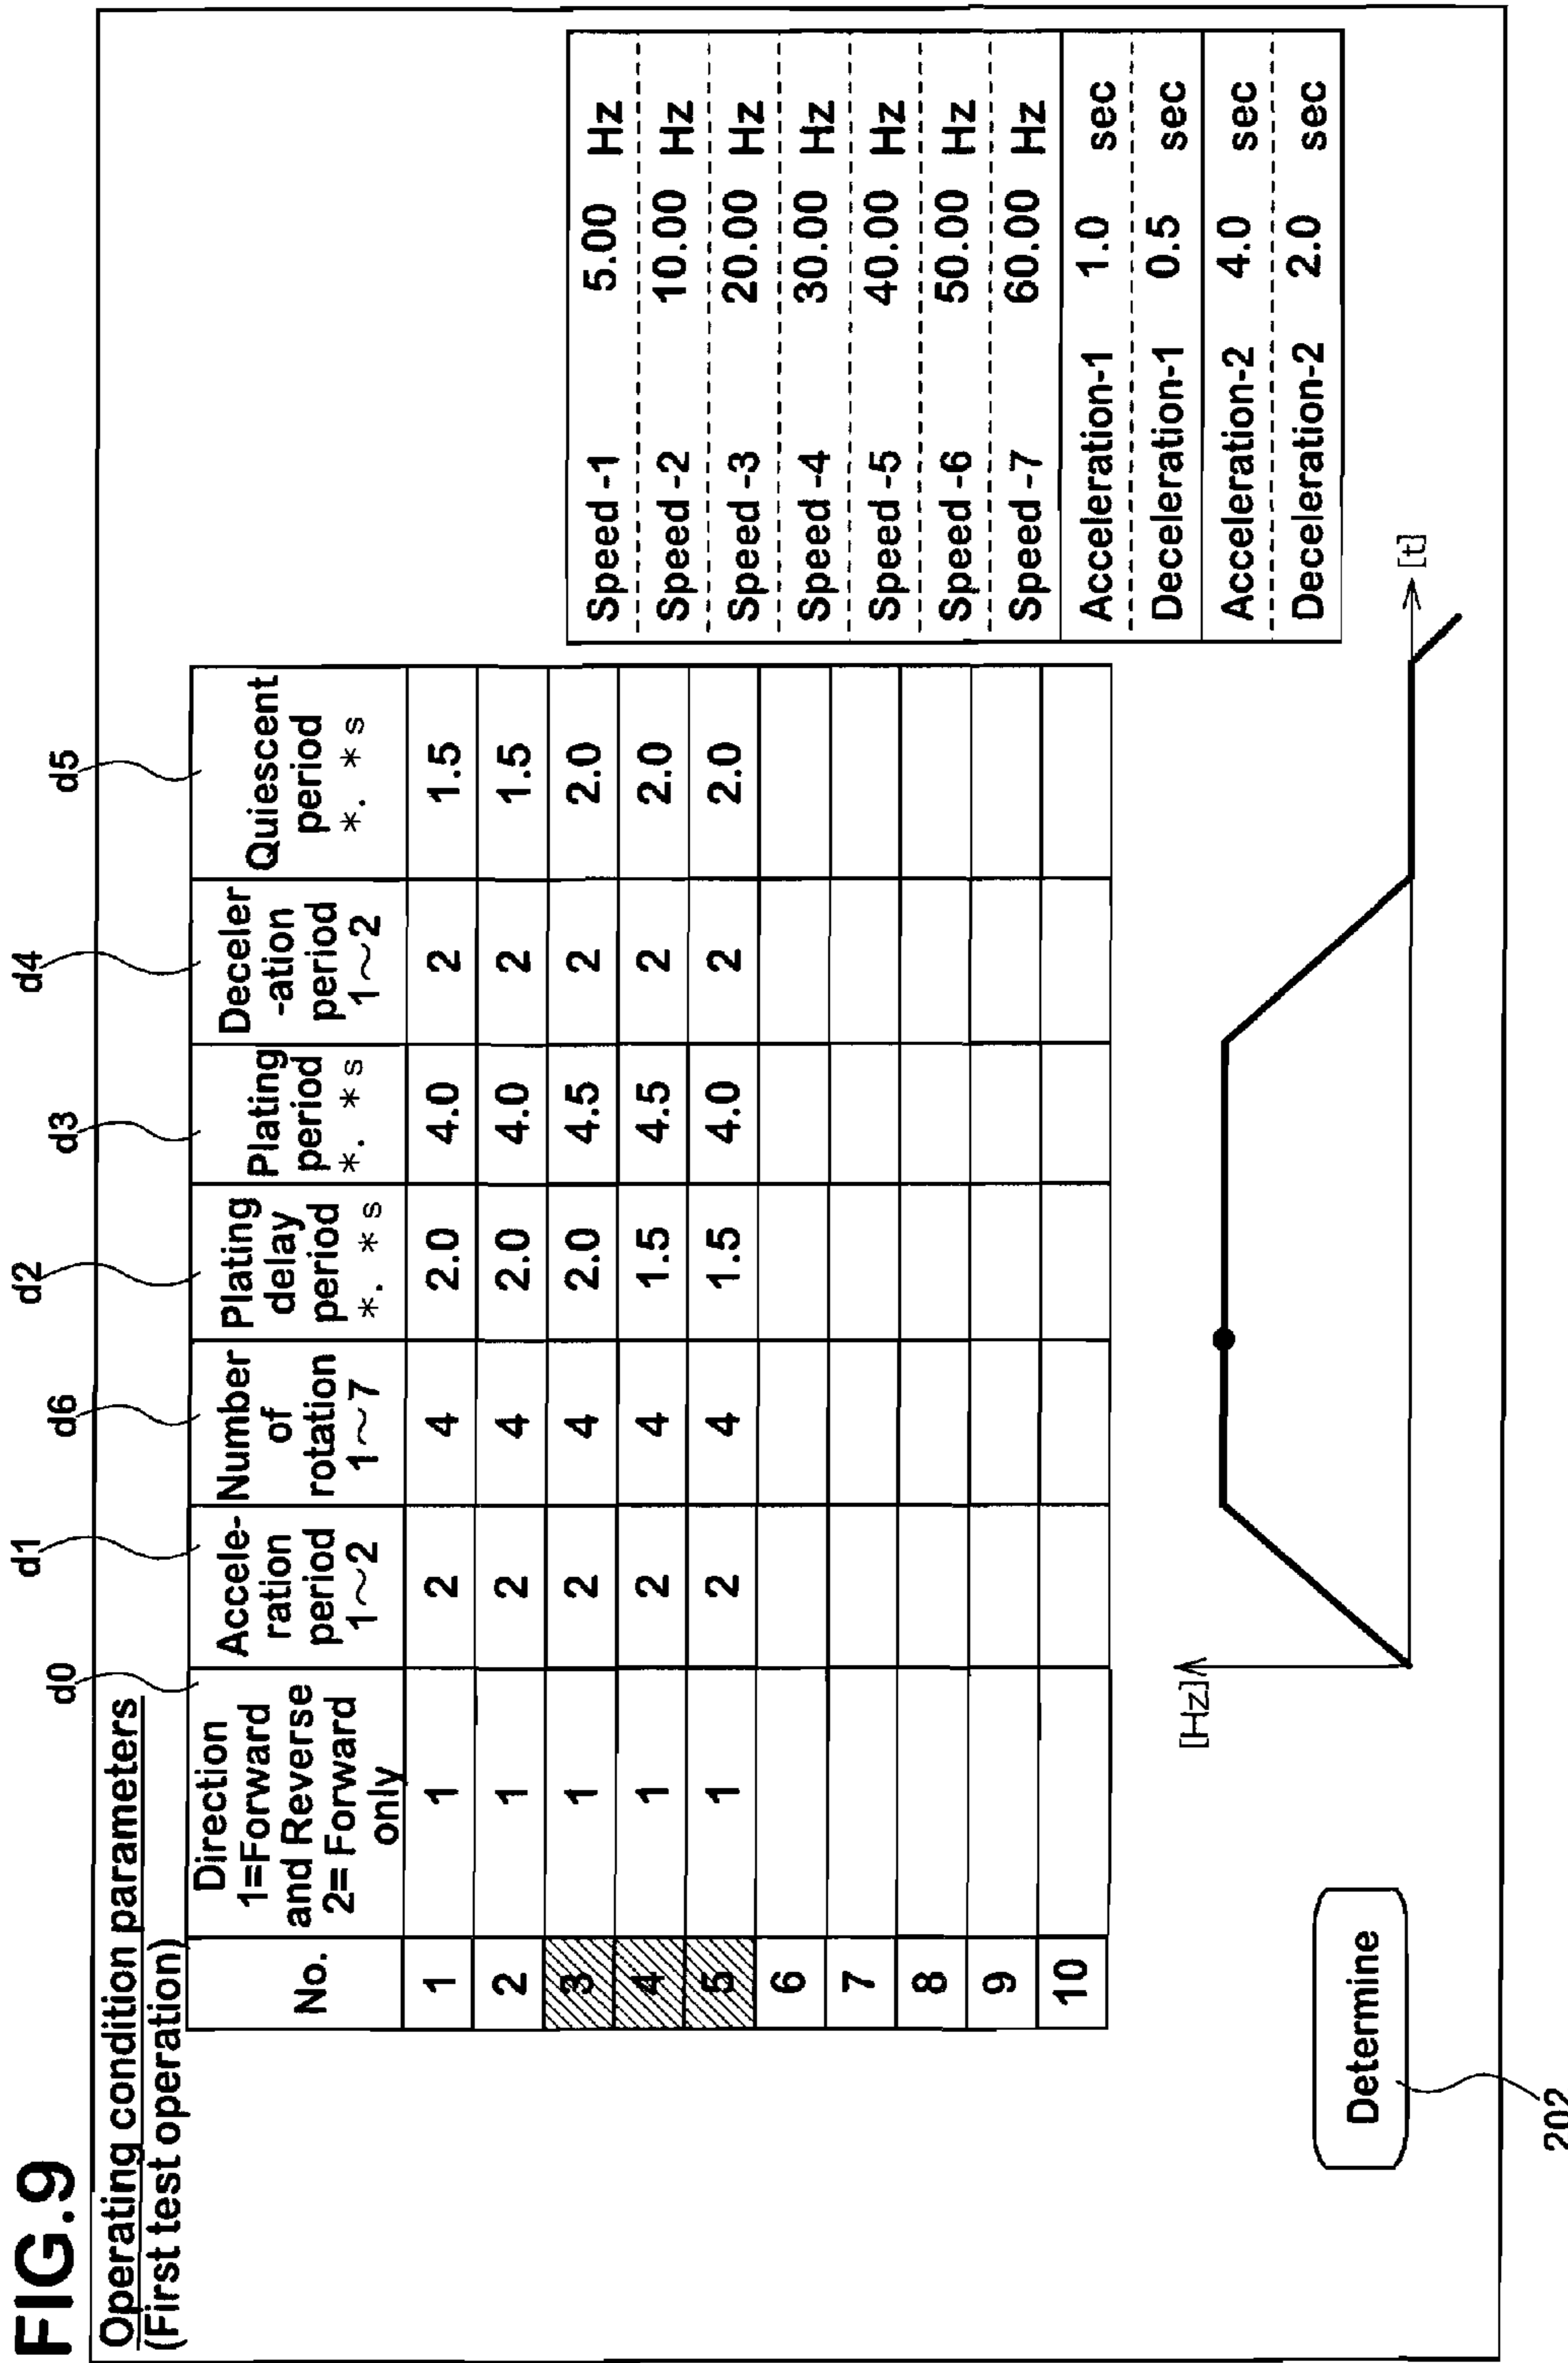 FIG.9
Operating condition parameters
(First test operation)
d0
d1
d6
d2
d3
d4
d5
No.
Direction
1=Forward
and Reverse
2= Forward
only
Accele-
ration
period
1~2
Number
of
rotation
1~7
Plating
delay
period
*. *s
Plating
period
*. *s
Deceler
-ation
period
1~2
Quiescent
period
*. *s
1 1 2 4 2.0 4.0 2 1.5
2 1 2 4 2.0 4.0 2 1.5
3 1 2 4 2.0 4.5 2 2.0
4 1 2 4 1.5 4.5 2 2.0
5 1 2 4 1.5 4.0 2 2.0
6
7
8
9
10
Speed -1 5.00 Hz
Speed -2 10.00 Hz
Speed -3 20.00 Hz
Speed -4 30.00 Hz
Speed -5 40.00 Hz
Speed -6 50.00 Hz
Speed -7 60.00 Hz
Acceleration-1 1.0 sec
Deceleration-1 0.5 sec
Acceleration-2 4.0 sec
Deceleration-2 2.0 sec
[Hz]
[t]
Determine
202